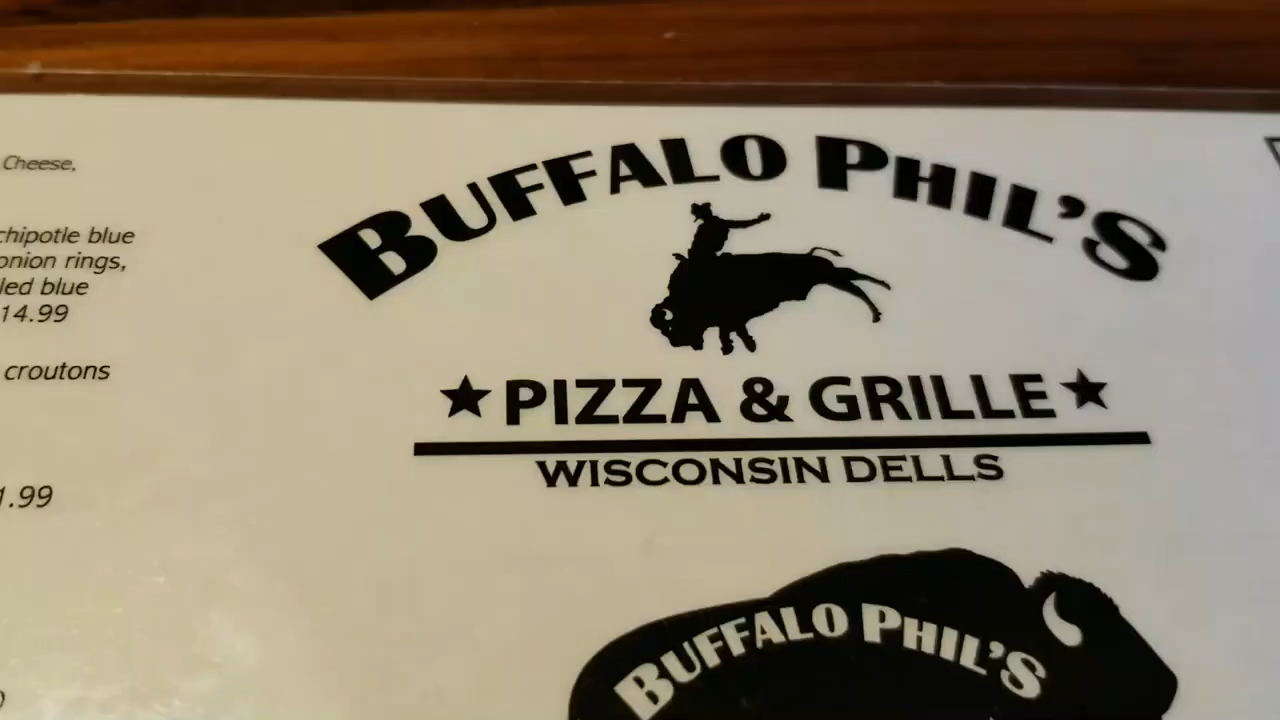 Cheese,
chipotle blue
onion rings,
led blue
14.99
croutons
1.99
BUFFALO PHIL'S
PIZZA & GRILLE
WISCONSIN DELLS
BUFFALO PHIL'S